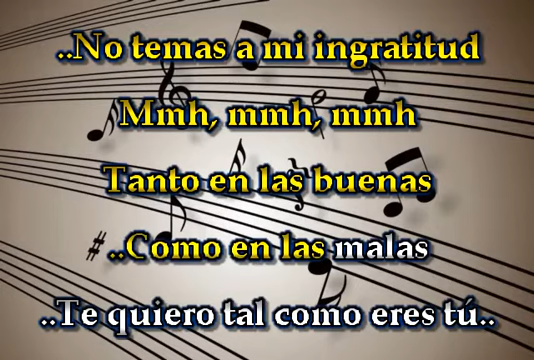 ..No temas a mi ingratitud
Mmh, mmh, mmh
Tanto en las buenas
..Como en las malas
..Te quiero tal como eres tú..